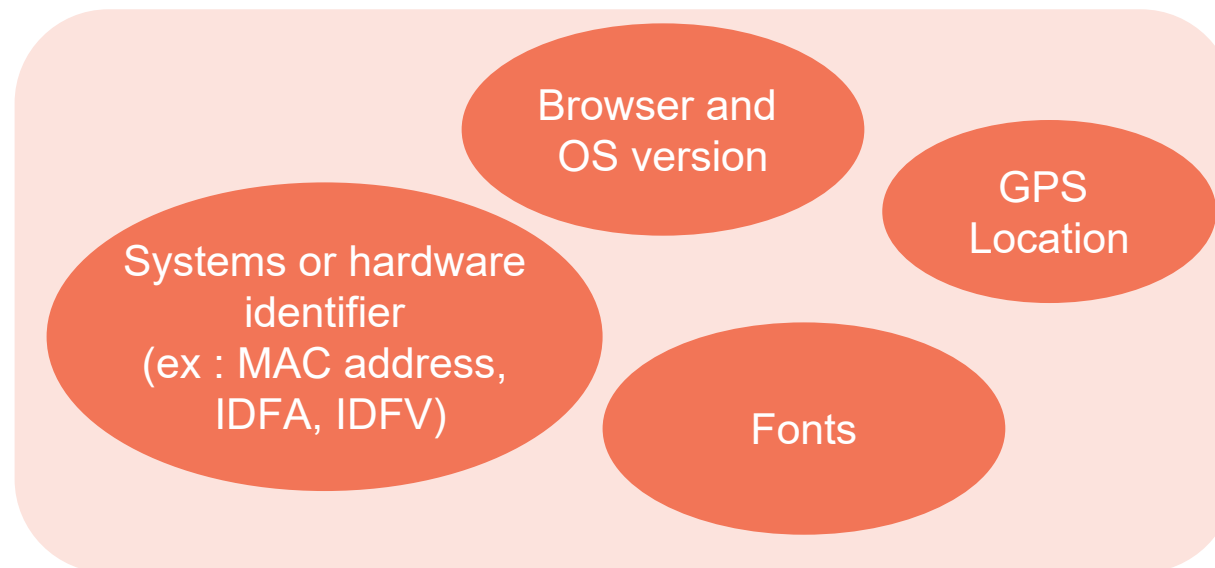 Browser and
OS version
GPS
Location
Systems or hardware
identifier
(ex : MAC address,
IDFA, IDFV)
Fonts